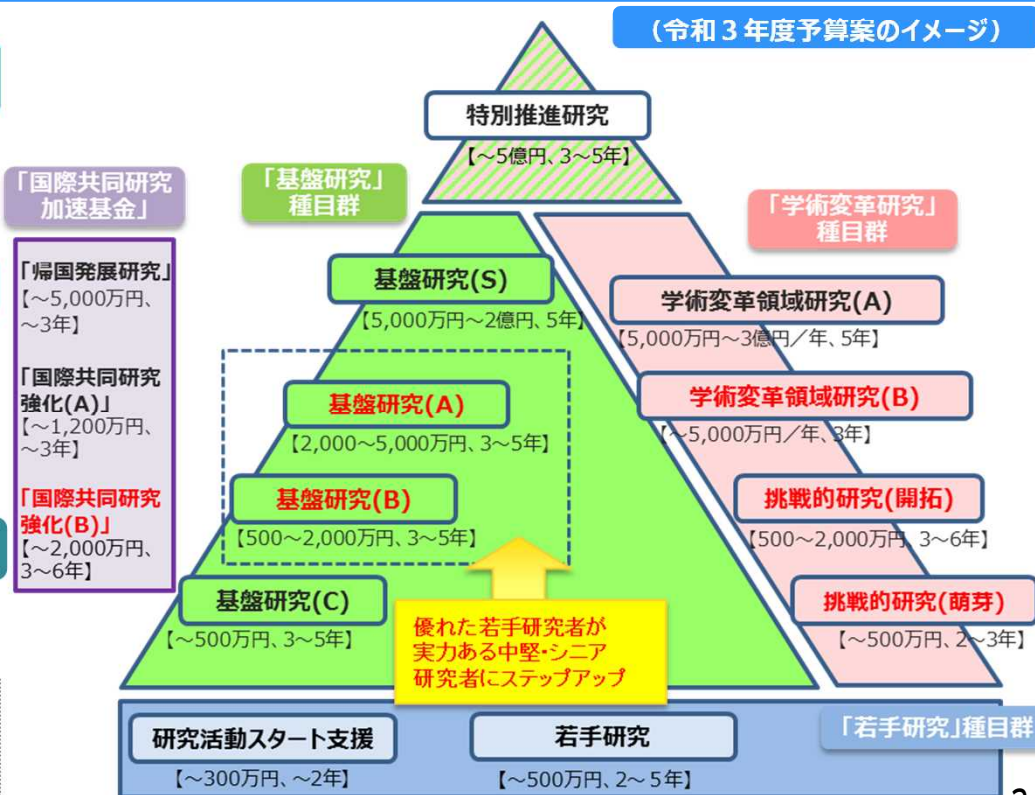 （令和３年度予算案のイメージ）
特別推進研究
【～5億円、3～5年】
「国際共同研究
加速基金」
「帰国発展研究」
【～5,000万円、
～3年】
「国際共同研究
強化(A)」
【～1,200万円、
～3年】
「国際共同研究
強化(B)」
【～2,000万円、
3～6年】
「基盤研究」
種目群
基盤研究(S)
【5,000万円～2億円、5年】
基盤研究(A)
【2,000～5,000万円、3～5年】
基盤研究(B)
【500～2,000万円、3～5年】
基盤研究(C)
【～500万円、3～5年】
優れた若手研究者が
実力ある中堅・シニア
研究者にステップアップ
「学術変革研究」
種目群
学術変革領域研究(A)
【5,000万円～3億円／年、5年】
学術変革領域研究(B)
【～5,000万円／年、3年】
挑戦的研究(開拓)
【500～2,000万円、3～6年】
挑戦的研究(萌芽)
【～500万円、2～3年】
「若手研究」種目群
研究活動スタート支援
【～300万円、～2年】
若手研究
【～500万円、2～5年】